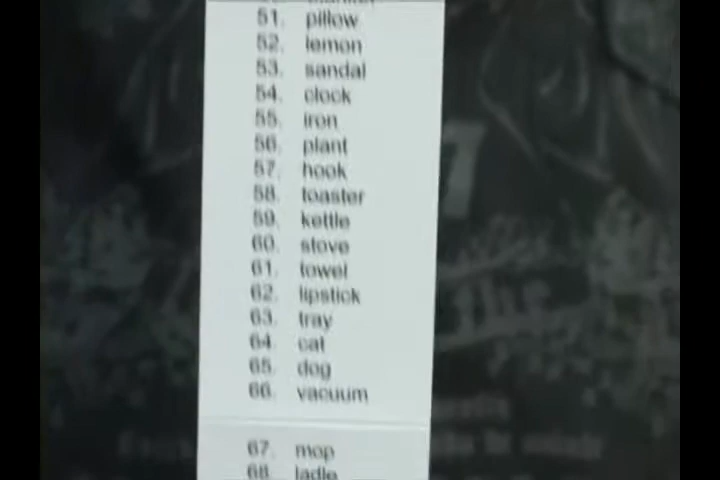 51. pillow
52. lemon
53. sandal
54. clock
55. iron
56. plant
57. hook
58. toaster
59. kettle
60. stove
61. towel
62. lipstick
63. tray
64. cat
65. dog
66. vacuum
67. mop
68. ladle